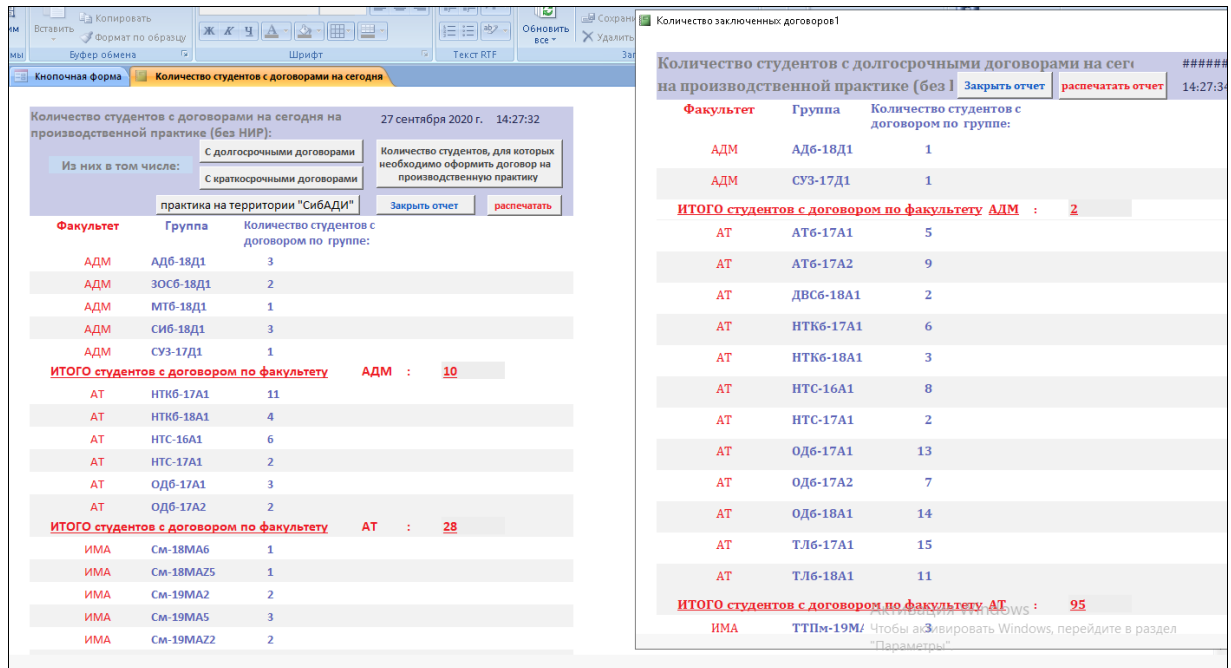 Копировать
Вставить
Формат по образцу
Буфер обмена
Ж К Ч
Шрифт
Текст RTF
Обновить
все
Сохрани
Удалить
Кнопочная форма
Количество студентов с договорами на сегодня
Количество студентов с договорами на сегодня на
производственной практике (без НИР):
27 сентября 2020 г. 14:27:32
Из них в том числе:
С долгосрочными договорами
С краткосрочными договорами
Количество студентов, для которых
необходимо оформить договор на
производственную практику
практика на территории "СибАДИ"
Закрыть отчет
распечатать
Факультет Группа Количество студентов с
договором по группе:
АДМ АДб-18Д1 3
АДМ ЗОСб-18Д1 2
АДМ МТб-18Д1 1
АДМ СИб-18Д1 3
АДМ СУЗ-17Д1 1
ИТОГО студентов с договором по факультету АДМ : 10
АТ НТКб-17А1 11
АТ НТКб-18А1 4
АТ НТС-16А1 6
АТ НТС-17А1 2
АТ ОДб-17А1 3
АТ ОДб-17А2 2
ИТОГО студентов с договором по факультету АТ : 28
ИМА См-18МА6 1
ИМА См-18МАZ5 1
ИМА См-19МА2 2
ИМА См-19МА5 3
ИМА См-19МАZ2 2
Количество заключенных договоров1
Количество студентов с долгосрочными договорами на сег
######
на производственной практике (без
Закрыть отчет
распечатать отчет
14:27:34
Факультет Группа Количество студентов с
договором по группе:
АДМ АДб-18Д1 1
АДМ СУЗ-17Д1 1
ИТОГО студентов с договором по факультету АДМ : 2
АТ АТб-17А1 5
АТ АТб-17А2 9
АТ ДВСб-18А1 2
АТ НТКб-17А1 6
АТ НТКб-18А1 3
АТ НТС-16А1 8
АТ НТС-17А1 2
АТ ОДб-17А1 13
АТ ОДб-17А2 7
АТ ОДб-18А1 14
АТ ТЛб-17А1 15
АТ ТЛб-18А1 11
ИТОГО студентов с договором по факультету АТ : 95
Активация Windows
ИМА ТТПм-19МА 3
Чтобы активировать Windows, перейдите в раздел
"Параметры".